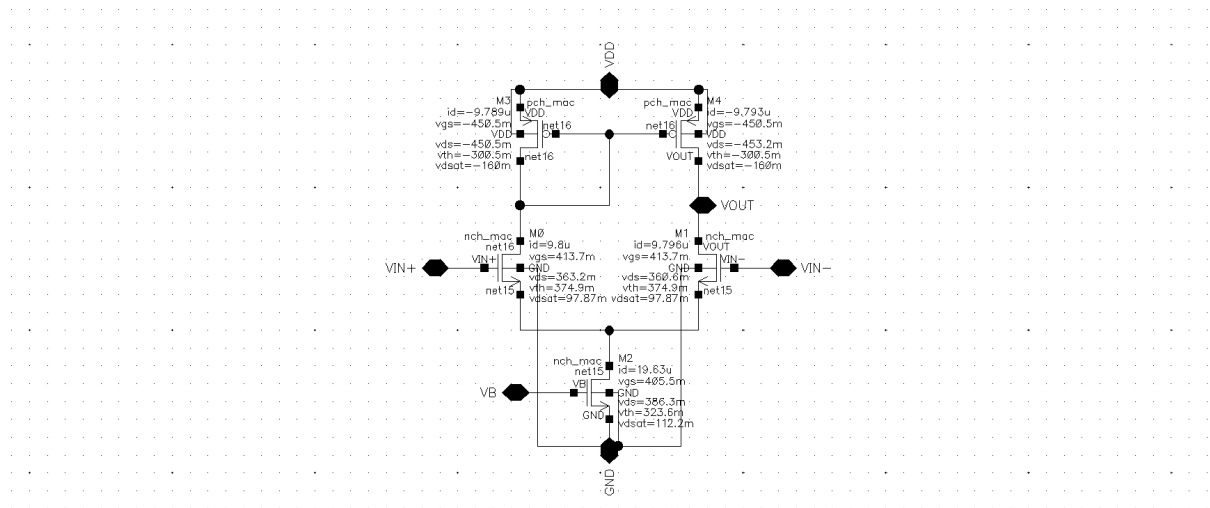 VDD
M3
pch_mac
id=-9.789u
VDD
vgs=-450.5m
net16
VDD
vds=-450.5m
vth=-300.5m
net16
vdsat=-160m
pch_mac
M4
VDD
id=-9.793u
net16
vgs=-450.5m
VDD
vds=-453.2m
VOUT
vth=-300.5m
vdsat=-160m
VOUT
nch_mac
M0
net16
id=9.8u
VIN+
VIN+
vgs=413.7m
GND
vds=363.2m
vth=374.9m
net15
vdsat=97.87m
M1
nch_mac
id=9.796u
VOUT
vgs=413.7m
VIN-
GND
VIN-
vds=360.6m
vth=374.9m
net15
vdsat=97.87m
nch_mac
M2
net15
id=19.63u
vgs=405.5m
VB
VB
GND
vds=386.3m
GND
vth=323.6m
vdsat=112.2m
GND